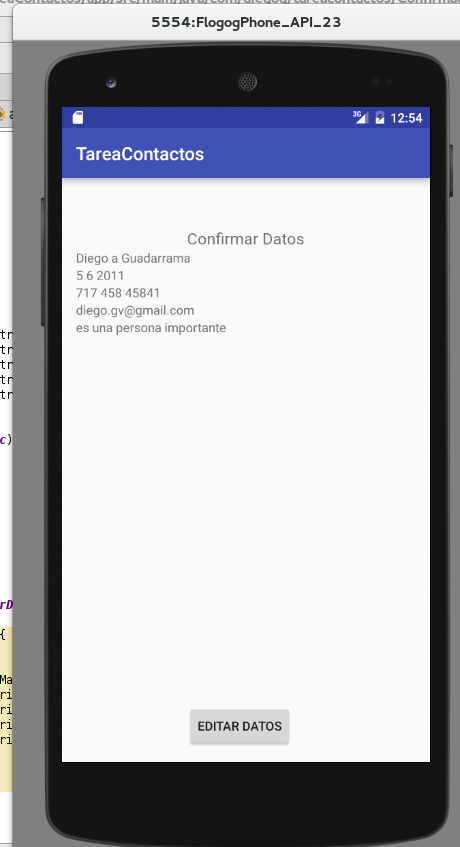 5554:FlogogPhone_API_23
3G 12:54
TareaContactos
Confirmar Datos
Diego a Guadarrama
5 6 2011
717 458 45841
diego.gv@gmail.com
es una persona importante
EDITAR DATOS